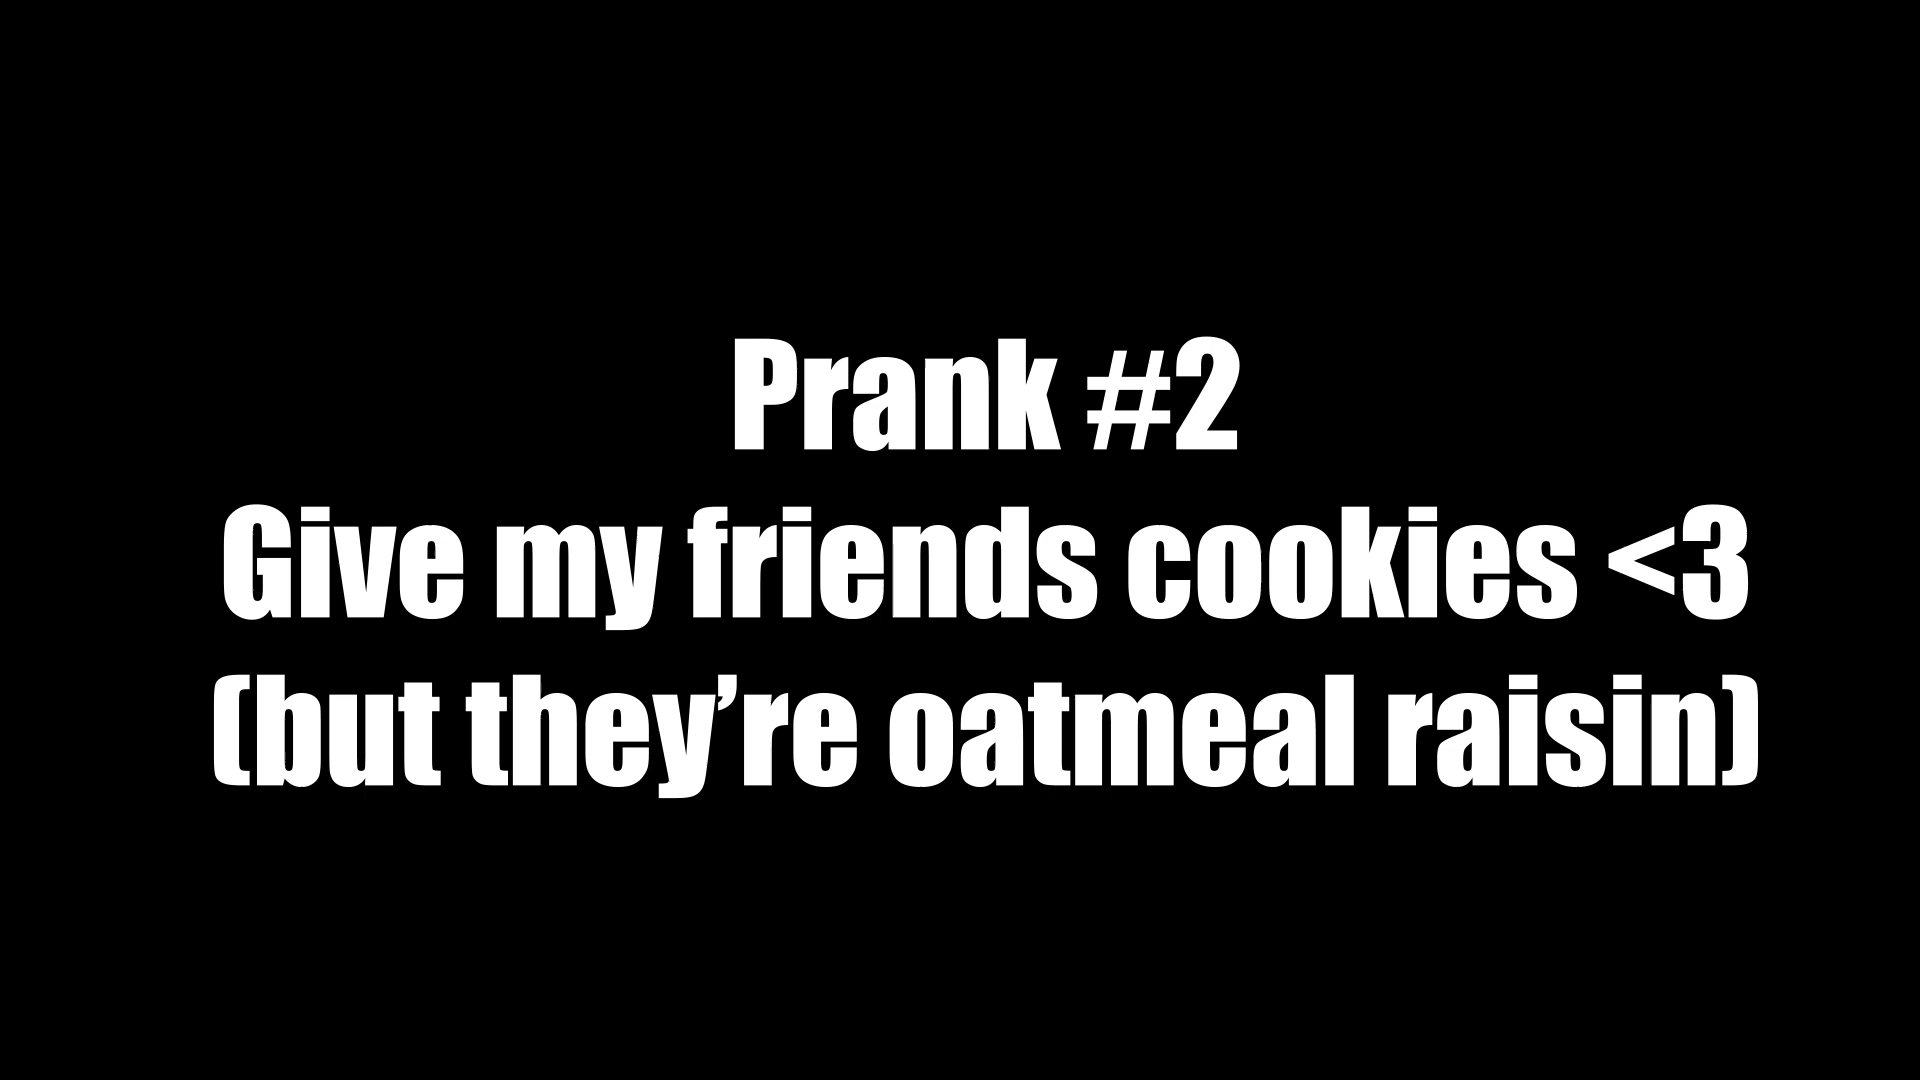 Prank #2
Give my friends cookies <3
(but they’re oatmeal raisin)